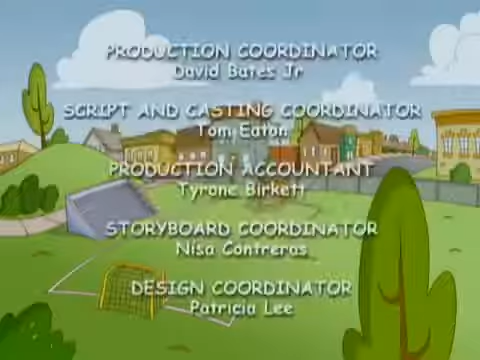 PRODUCTION COORDINATOR
David Bates Jr
SCRIPT AND CASTING COORDINATOR
Tom Eaton
PRODUCTION ACCOUNTANT
Tyrone Birkett
STORYBOARD COORDINATOR
Nisa Contreras
DESIGN COORDINATOR
Patricia Lee